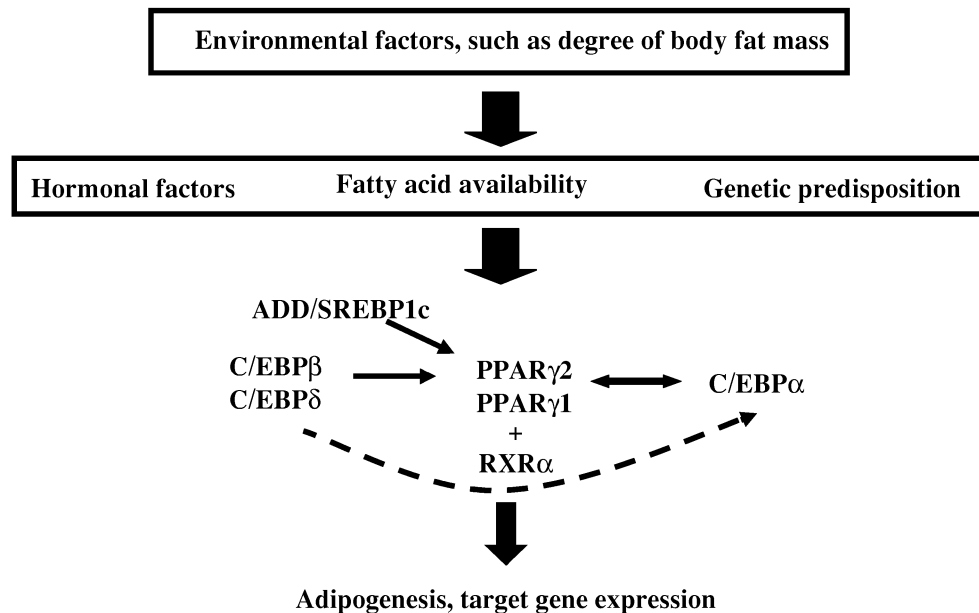 Environmental factors, such as degree of body fat mass
Hormonal factors Fatty acid availability Genetic predisposition
ADD/SREBP1c
C/EBPβ PPARγ2 C/EBPα
C/EBPδ PPARγ1
+
RXRα
Adipogenesis, target gene expression